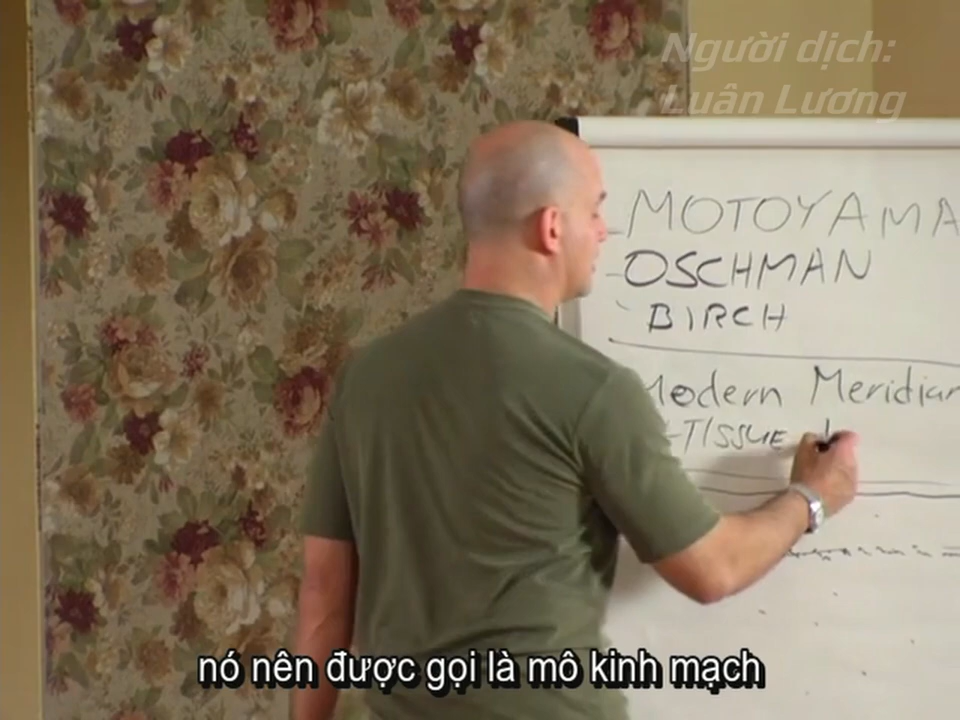 Người dịch:
Luân Lương
MOTOYAMA
OSCHMAN
BIRCH
Modern Meridian
TISSUE
nó nên được gọi là mô kinh mạch